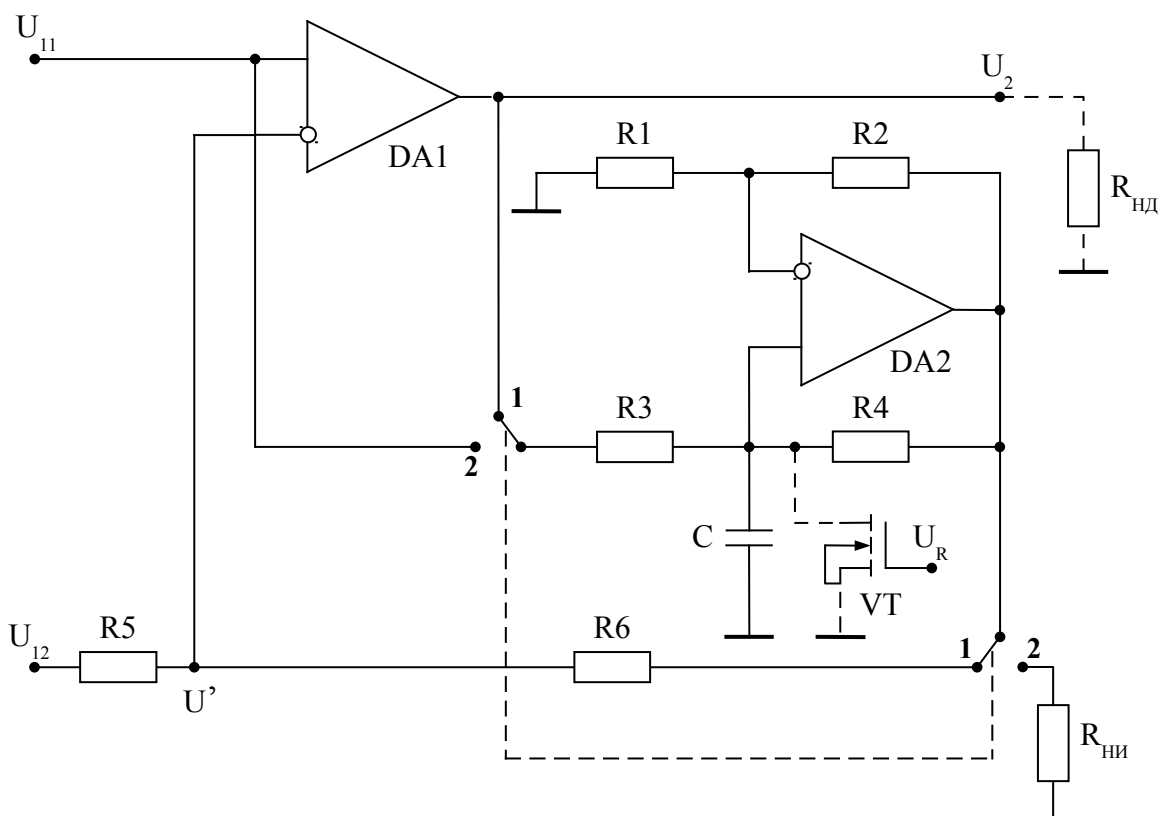 U11
U2
DA1
R1
R2
RНД
DA2
1
R3
R4
2
C
UR
VT
U12
R5
R6
1
2
U’
RНИ